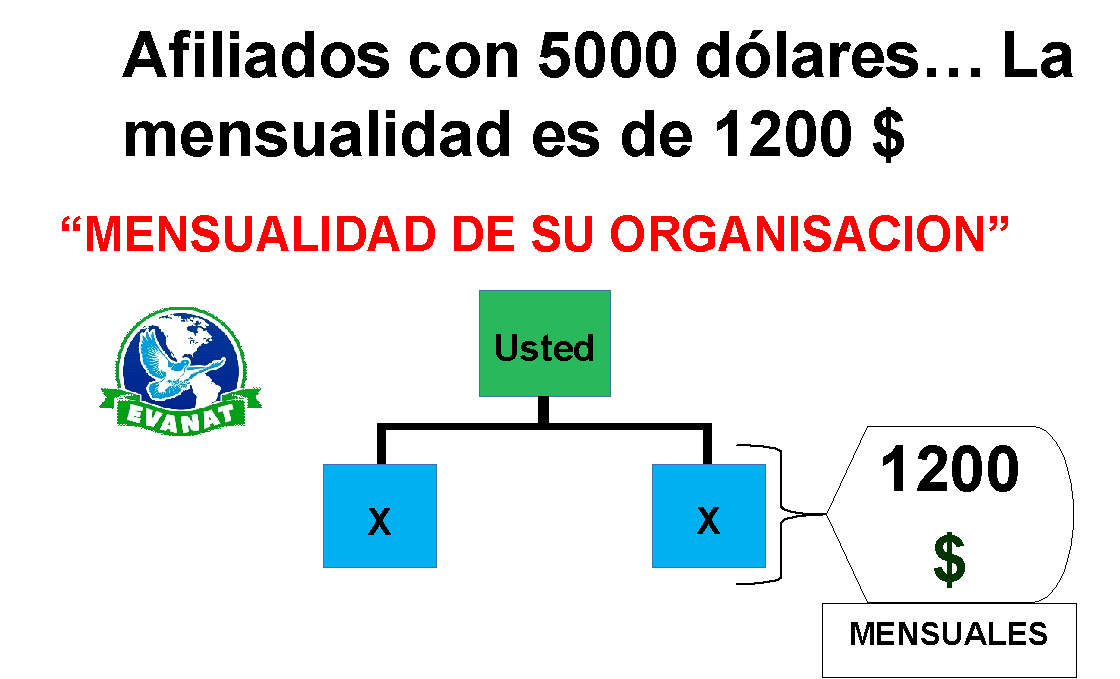 Afiliados con 5000 dólares… La
mensualidad es de 1200 $
“MENSUALIDAD DE SU ORGANISACION”
Usted
EVANAT
X
X
1200
$
MENSUALES